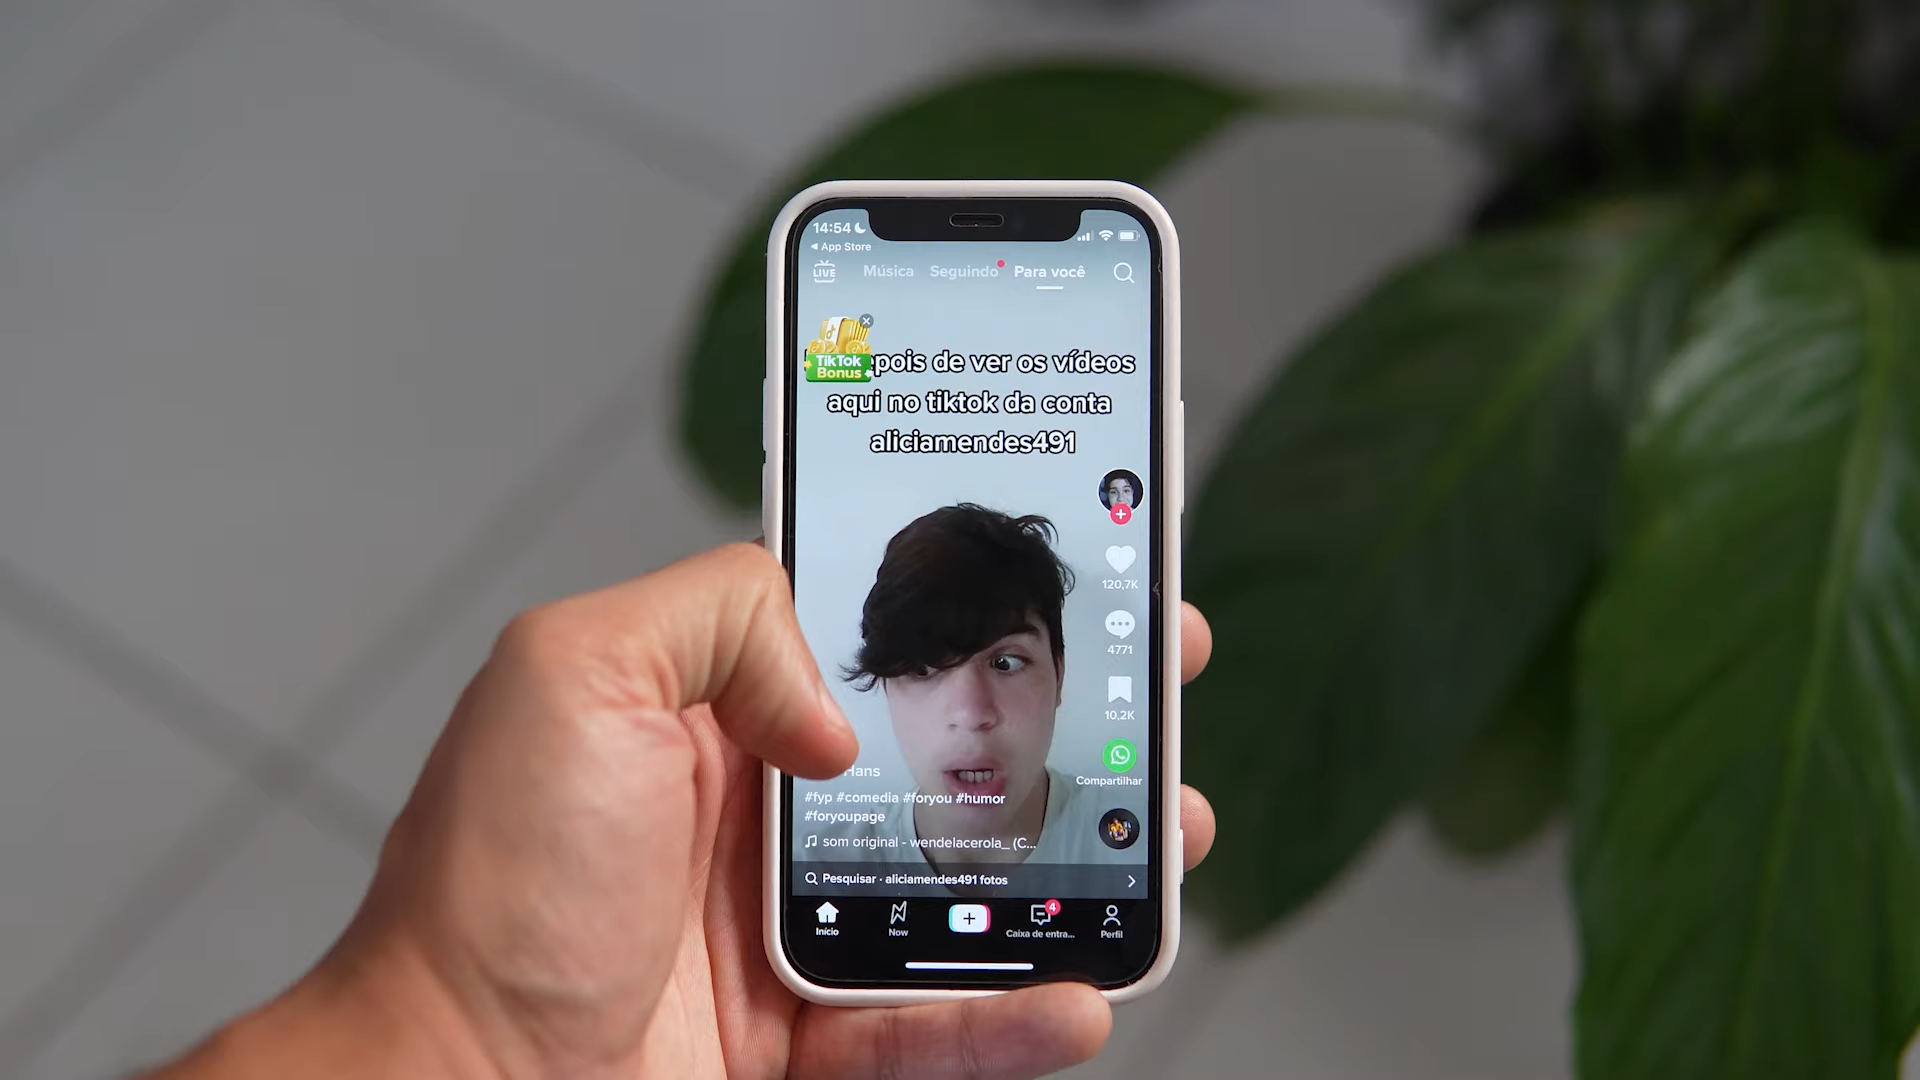 14:54
App Store
LIVE
Música Seguindo Para você
TikTok
Bonus
epois de ver os vídeos
aqui no tiktok da conta
aliciamendes491
120,7K
4771
10,2K
Compartilhar
Hans
#fyp #comedia #foryou #humor
#foryoupage
som original - wendelacerola_ (C...
Pesquisar · aliciamendes491 fotos
4
Início Now Caixa de entra... Perfil